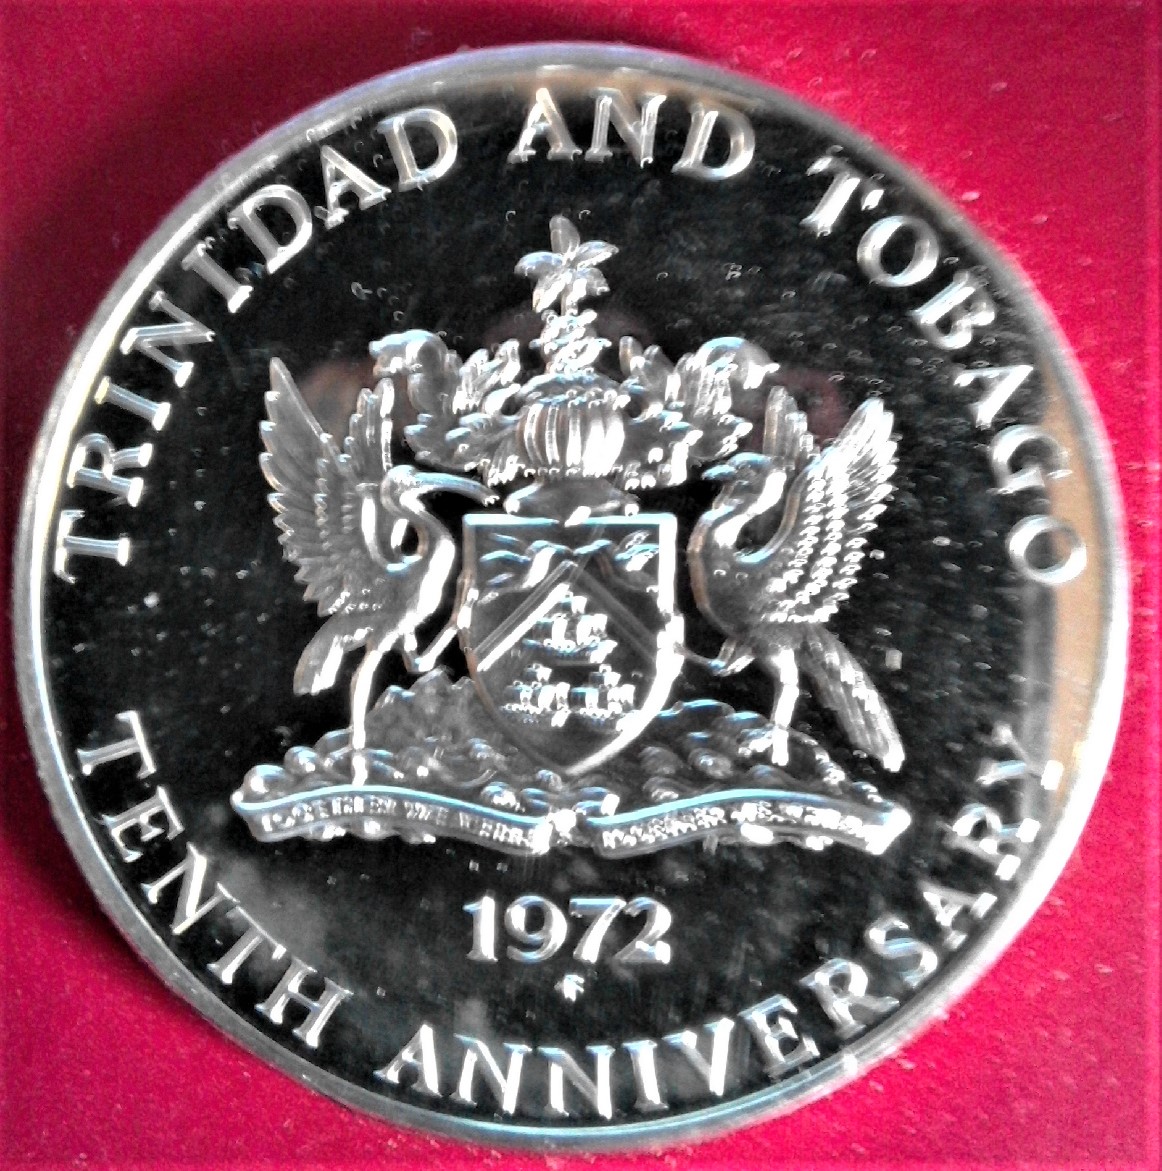 TRINIDAD AND TOBAGO
1972
TENTH ANNIVERSARY